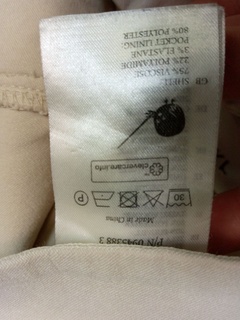 GB SHELL:
75% VISCOSE
22% POLYAMIDE
3% ELASTANE
POCKET LINING
80% POLYESTER
clevercare.info
30
P
Made in China